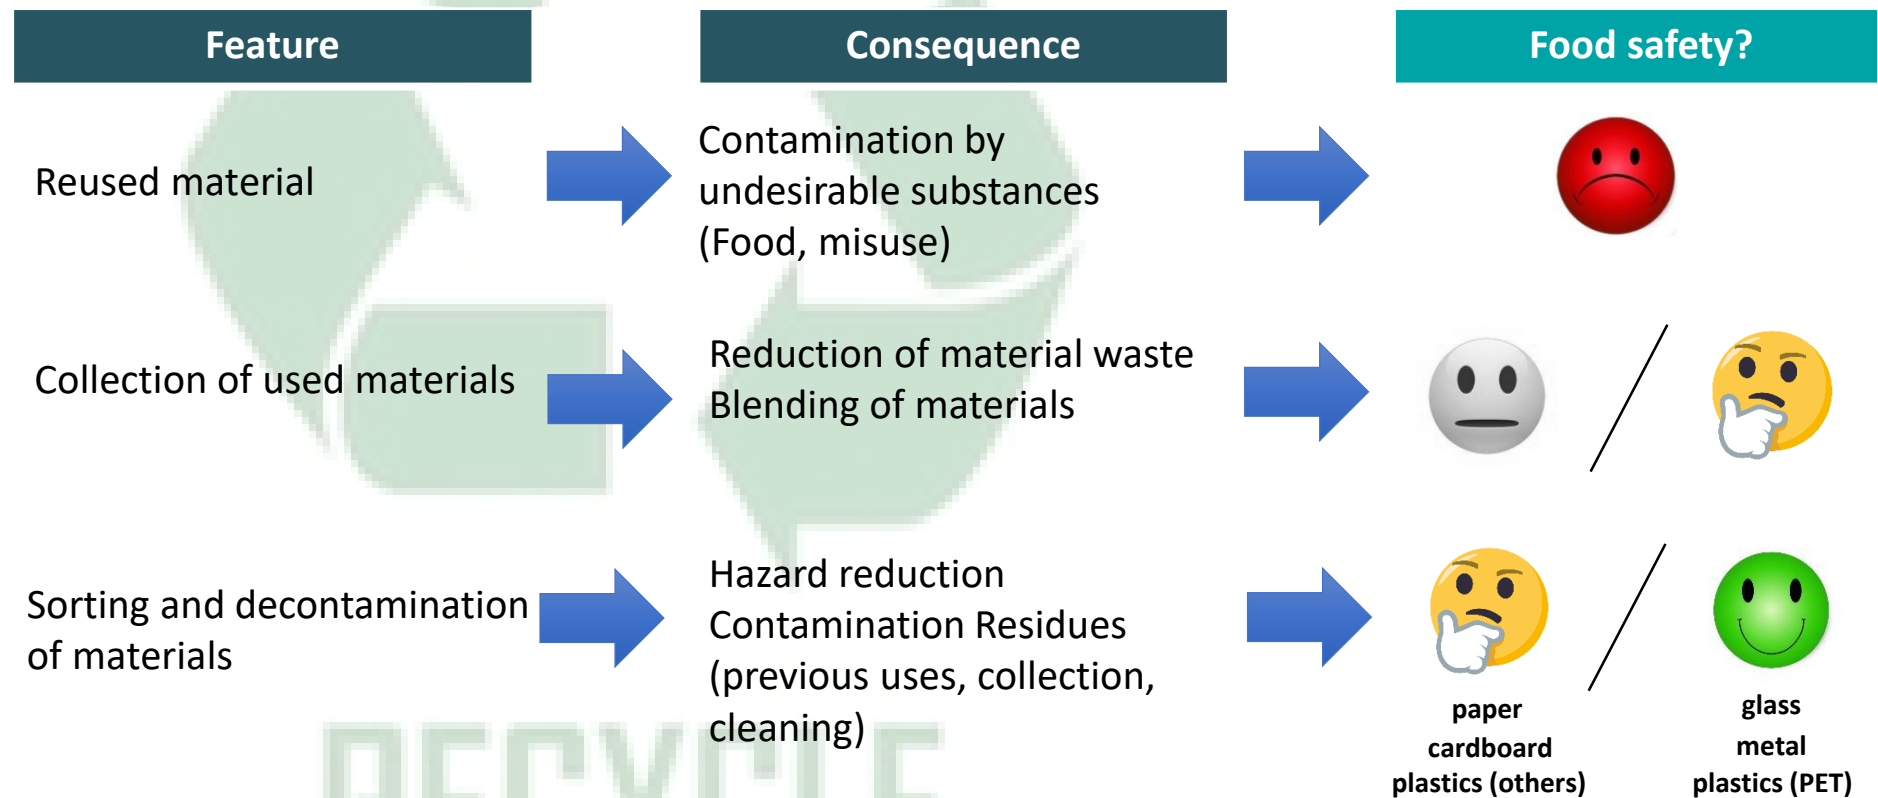 Feature
Consequence
Food safety?
Reused material
Contamination by
undesirable substances
(Food, misuse)
Collection of used materials
Reduction of material waste
Blending of materials
Sorting and decontamination
of materials
Hazard reduction
Contamination Residues
(previous uses, collection,
cleaning)
paper
cardboard
plastics (others)
glass
metal
plastics (PET)
RECYCLE